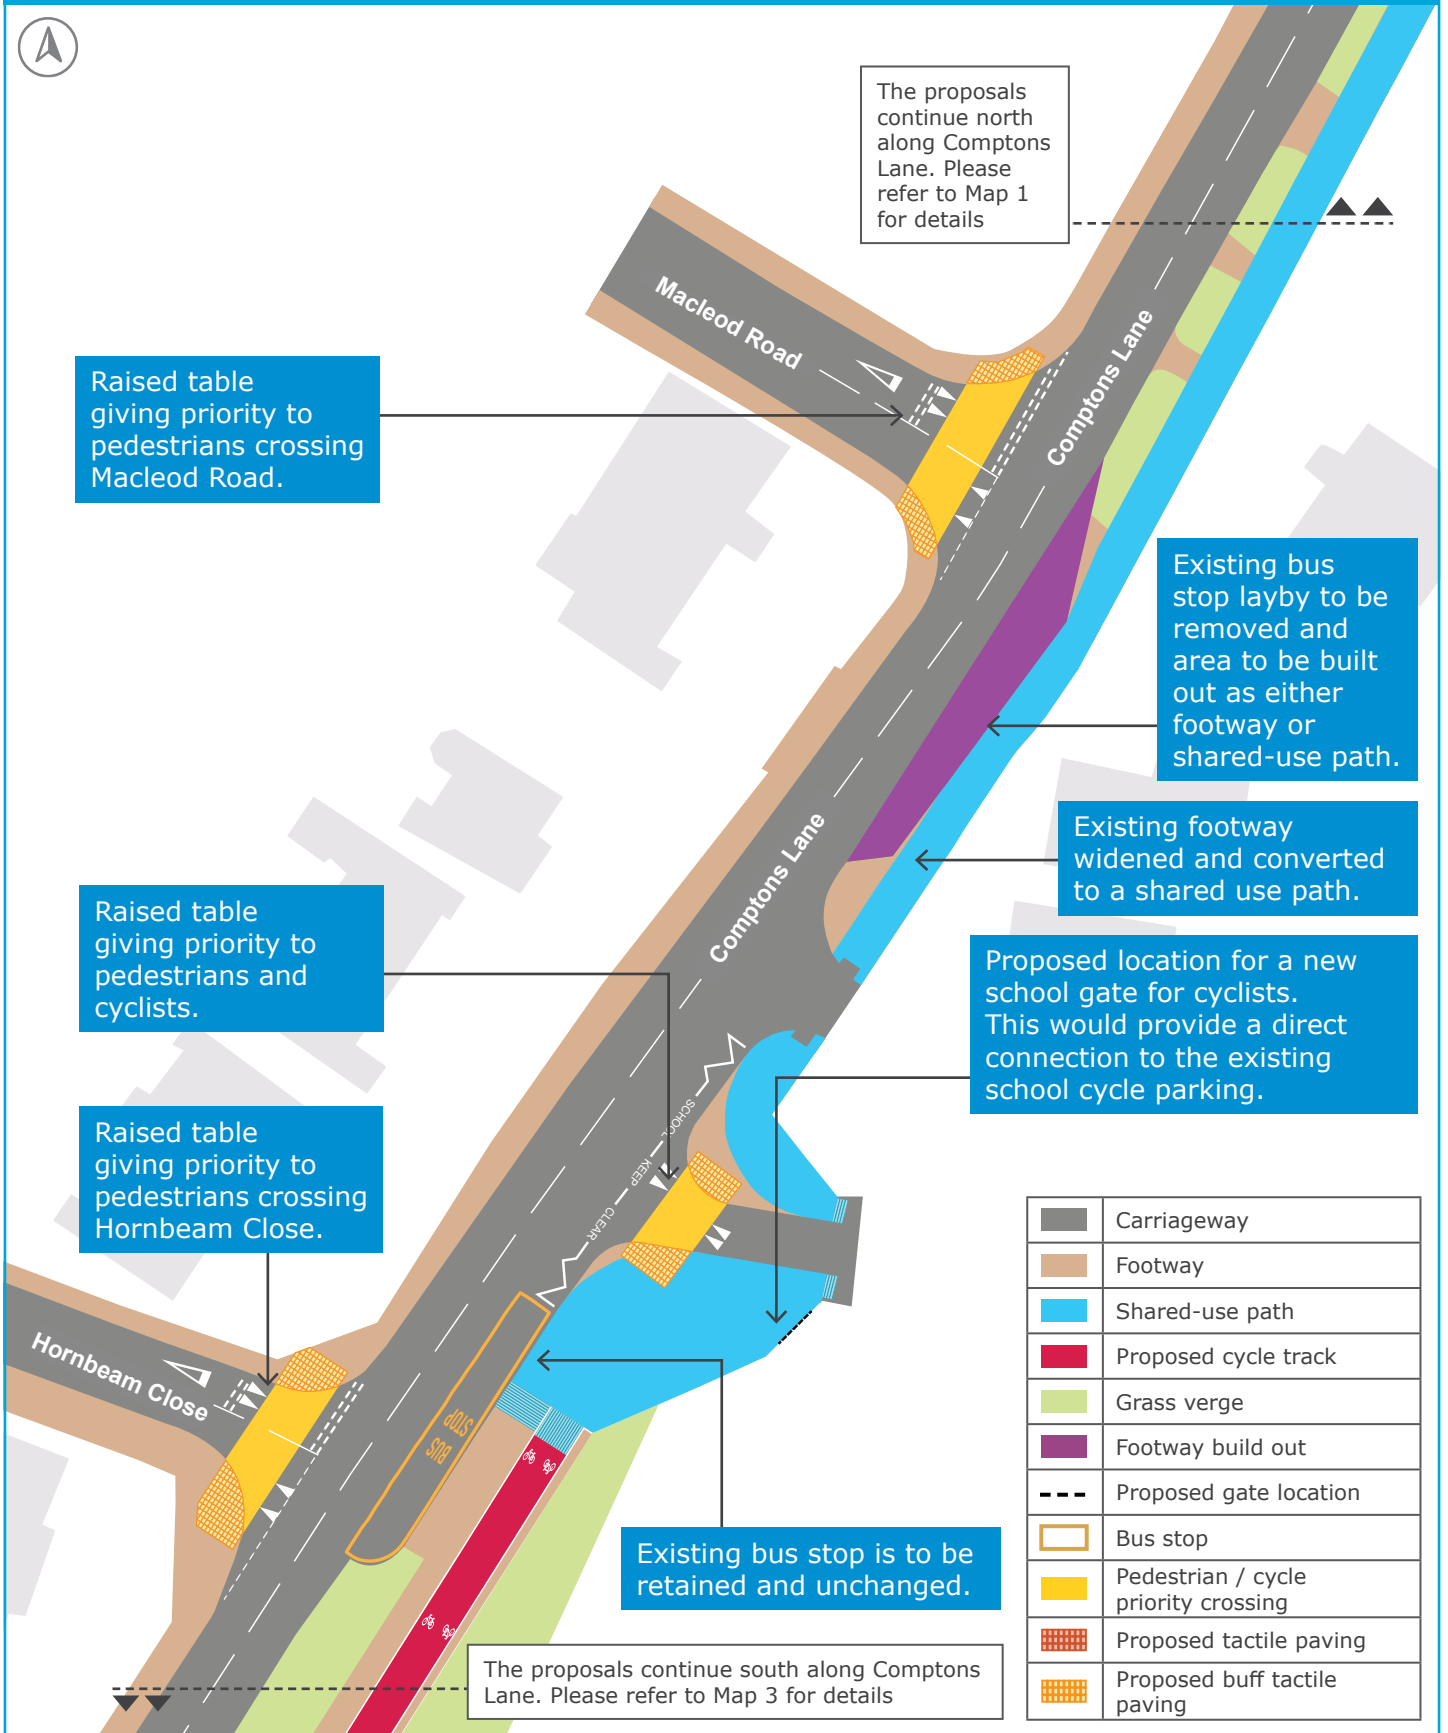 The proposals
continue north
along Comptons
Lane. Please
refer to Map 1
for details
Macleod Road
Comptons Lane
Raised table
giving priority to
pedestrians crossing
Macleod Road.
Existing bus
stop layby to be
removed and
area to be built
out as either
footway or
shared-use path.
Existing footway
widened and converted
to a shared use path.
Comptons Lane
Raised table
giving priority to
pedestrians and
cyclists.
Proposed location for a new
school gate for cyclists.
This would provide a direct
connection to the existing
school cycle parking.
SCHOOL
KEEP
CLEAR
Raised table
giving priority to
pedestrians crossing
Hornbeam Close.
Hornbeam Close
BUS
STOP
Existing bus stop is to be
retained and unchanged.
The proposals continue south along Comptons
Lane. Please refer to Map 3 for details
Carriageway
Footway
Shared-use path
Proposed cycle track
Grass verge
Footway build out
Proposed gate location
Bus stop
Pedestrian / cycle
priority crossing
Proposed tactile paving
Proposed buff tactile
paving